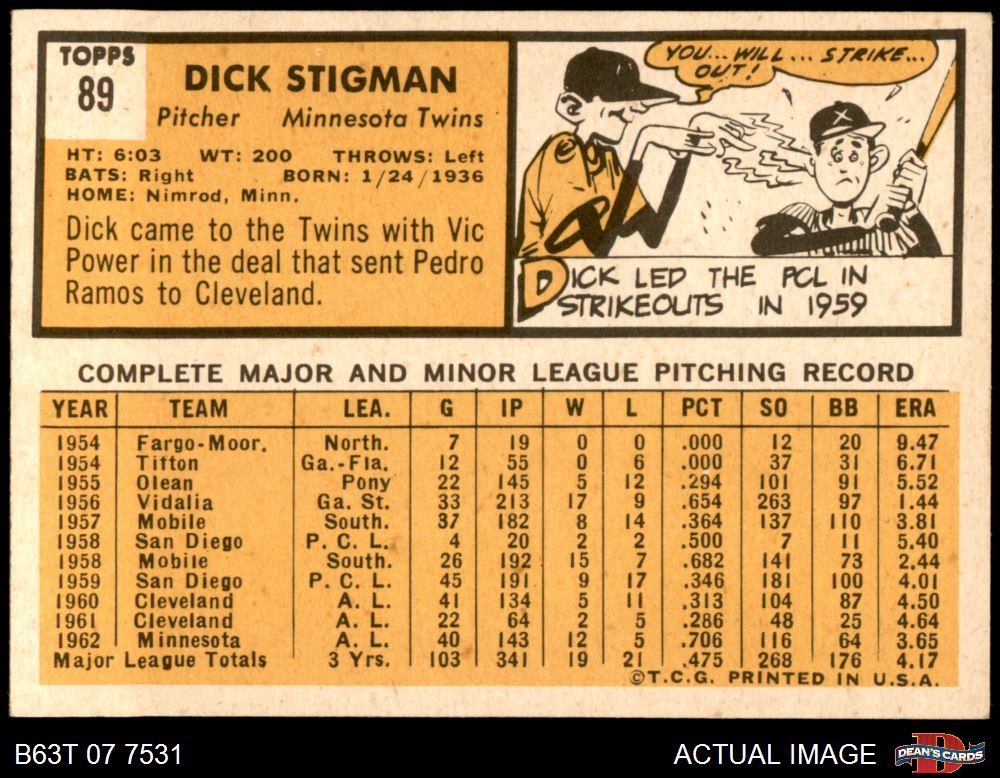 TOPPS
89
DICK STIGMAN
Pitcher Minnesota Twins
HT: 6:03 WT: 200 THROWS: Left
BATS: Right BORN: 1/24/1936
HOME: Nimrod, Minn.
Dick came to the Twins with Vic
Power in the deal that sent Pedro
Ramos to Cleveland.
YOU... WILL... STRIKE...
OUT!
DICK LED THE PCL IN
STRIKEOUTS IN 1959
COMPLETE MAJOR AND MINOR LEAGUE PITCHING RECORD
YEAR TEAM LEA. G IP W L PCT SO BB ERA
1954 Fargo-Moor. North. 7 19 0 0 .000 12 20 9.47
1954 Tifton Ga.-Fla. 12 55 0 6 .000 37 31 6.71
1955 Olean Pony 22 145 5 12 .294 101 91 5.52
1956 Vidalia Ga. St. 33 213 17 9 .654 263 97 1.44
1957 Mobile South. 37 182 8 14 .364 137 110 3.81
1958 San Diego P. C. L. 4 20 2 2 .500 7 11 5.40
1958 Mobile South. 26 192 15 7 .682 141 73 2.44
1959 San Diego P. C. L. 45 191 9 17 .346 181 100 4.01
1960 Cleveland A. L. 41 134 5 11 .313 104 87 4.50
1961 Cleveland A. L. 22 64 2 5 .286 48 25 4.64
1962 Minnesota A. L. 40 143 12 5 .706 116 64 3.65
Major League Totals 3 Yrs. 103 341 19 21 .475 268 176 4.17
©T.C.G. PRINTED IN U.S.A.
B63T 07 7531 ACTUAL IMAGE DEAN'S CARDS